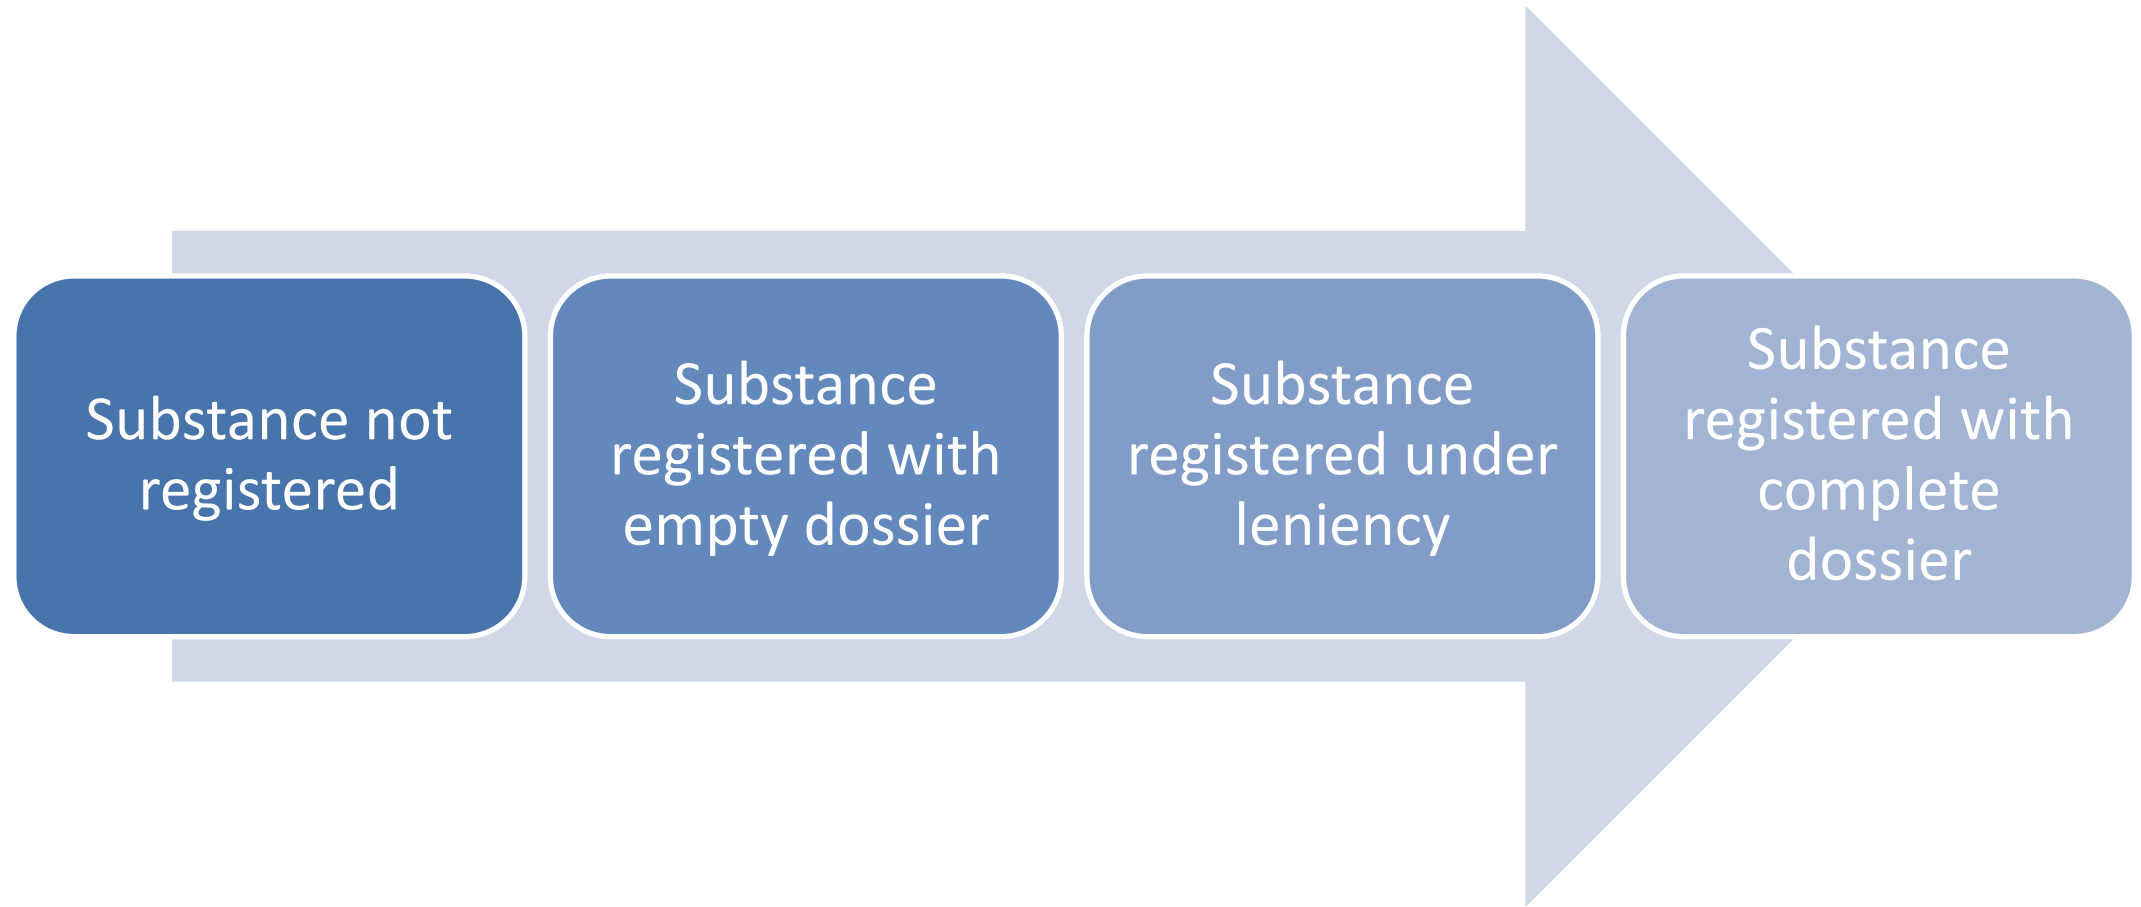 Substance not
registered
Substance
registered with
empty dossier
Substance
registered under
leniency
Substance
registered with
complete
dossier